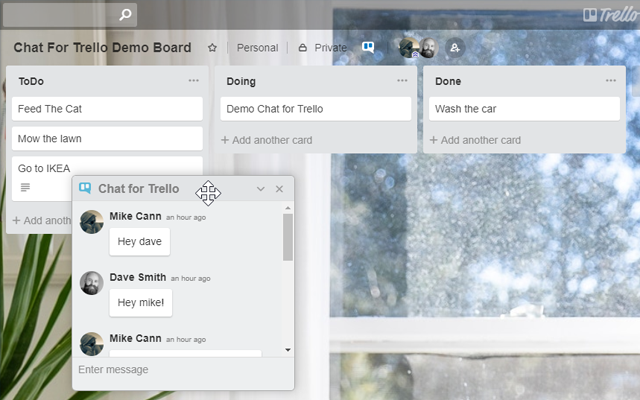 Trello
Chat For Trello Demo Board
Personal
Private
ToDo
Feed The Cat
Mow the lawn
Go to IKEA
+ Add anoth
Doing
Demo Chat for Trello
+ Add another card
Done
Wash the car
+ Add another card
Chat for Trello
Mike Cann an hour ago
Hey dave
Dave Smith an hour ago
Hey mike!
Mike Cann an hour ago
Enter message